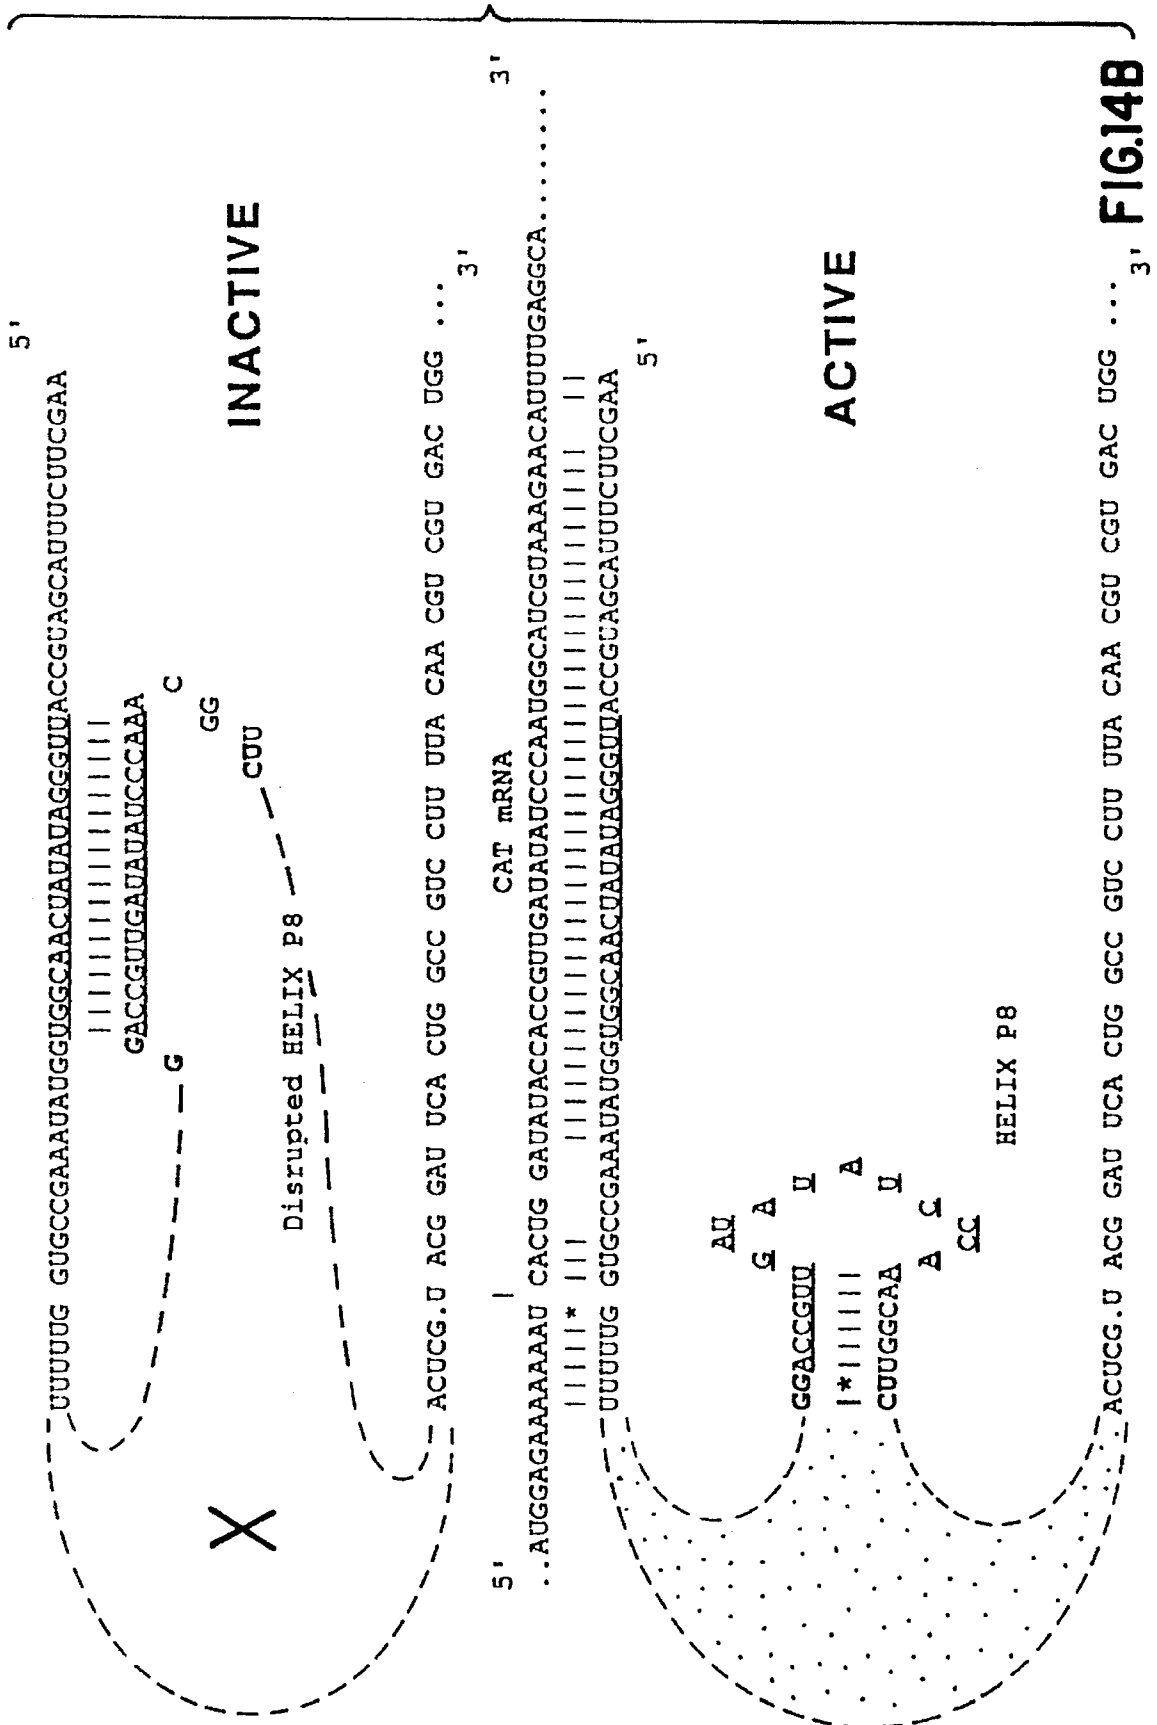 5'
UUUUG GUGCCGAAAUAUGGUGGCAACUAUAUAGGGUUACCGUAGCAUUUCUUCGAA
||||||||||||||||
GACCGUUGAUAUAUCCCAAA
G
C
GG
CUU
INACTIVE
Disrupted HELIX P8
X
ACUCG.U ACG GAU UCA CUG GCC GUC CUU UUA CAA CGU CGU GAC UGG ...
3'
CAT mRNA
5'
3'
..AUGGAGAAAAAAU CACUG GAUAUACCACCGUUGAUAUAUCCCAAUGGCAUCGUAAAGAACAUUUUGAGGCA........
UUUUG GUGCCGAAAUAUGGUGGCAACUAUAUAGGGUUACCGUAGCAUUUCUUCGAA
5'
ACTIVE
AU
G A U
GGACCGUU
A
|*||||||
CUUGGCAA
A C U
CC
HELIX P8
ACUCG.U ACG GAU UCA CUG GCC GUC CUU UUA CAA CGU CGU GAC UGG ...
3'
FIG.14B